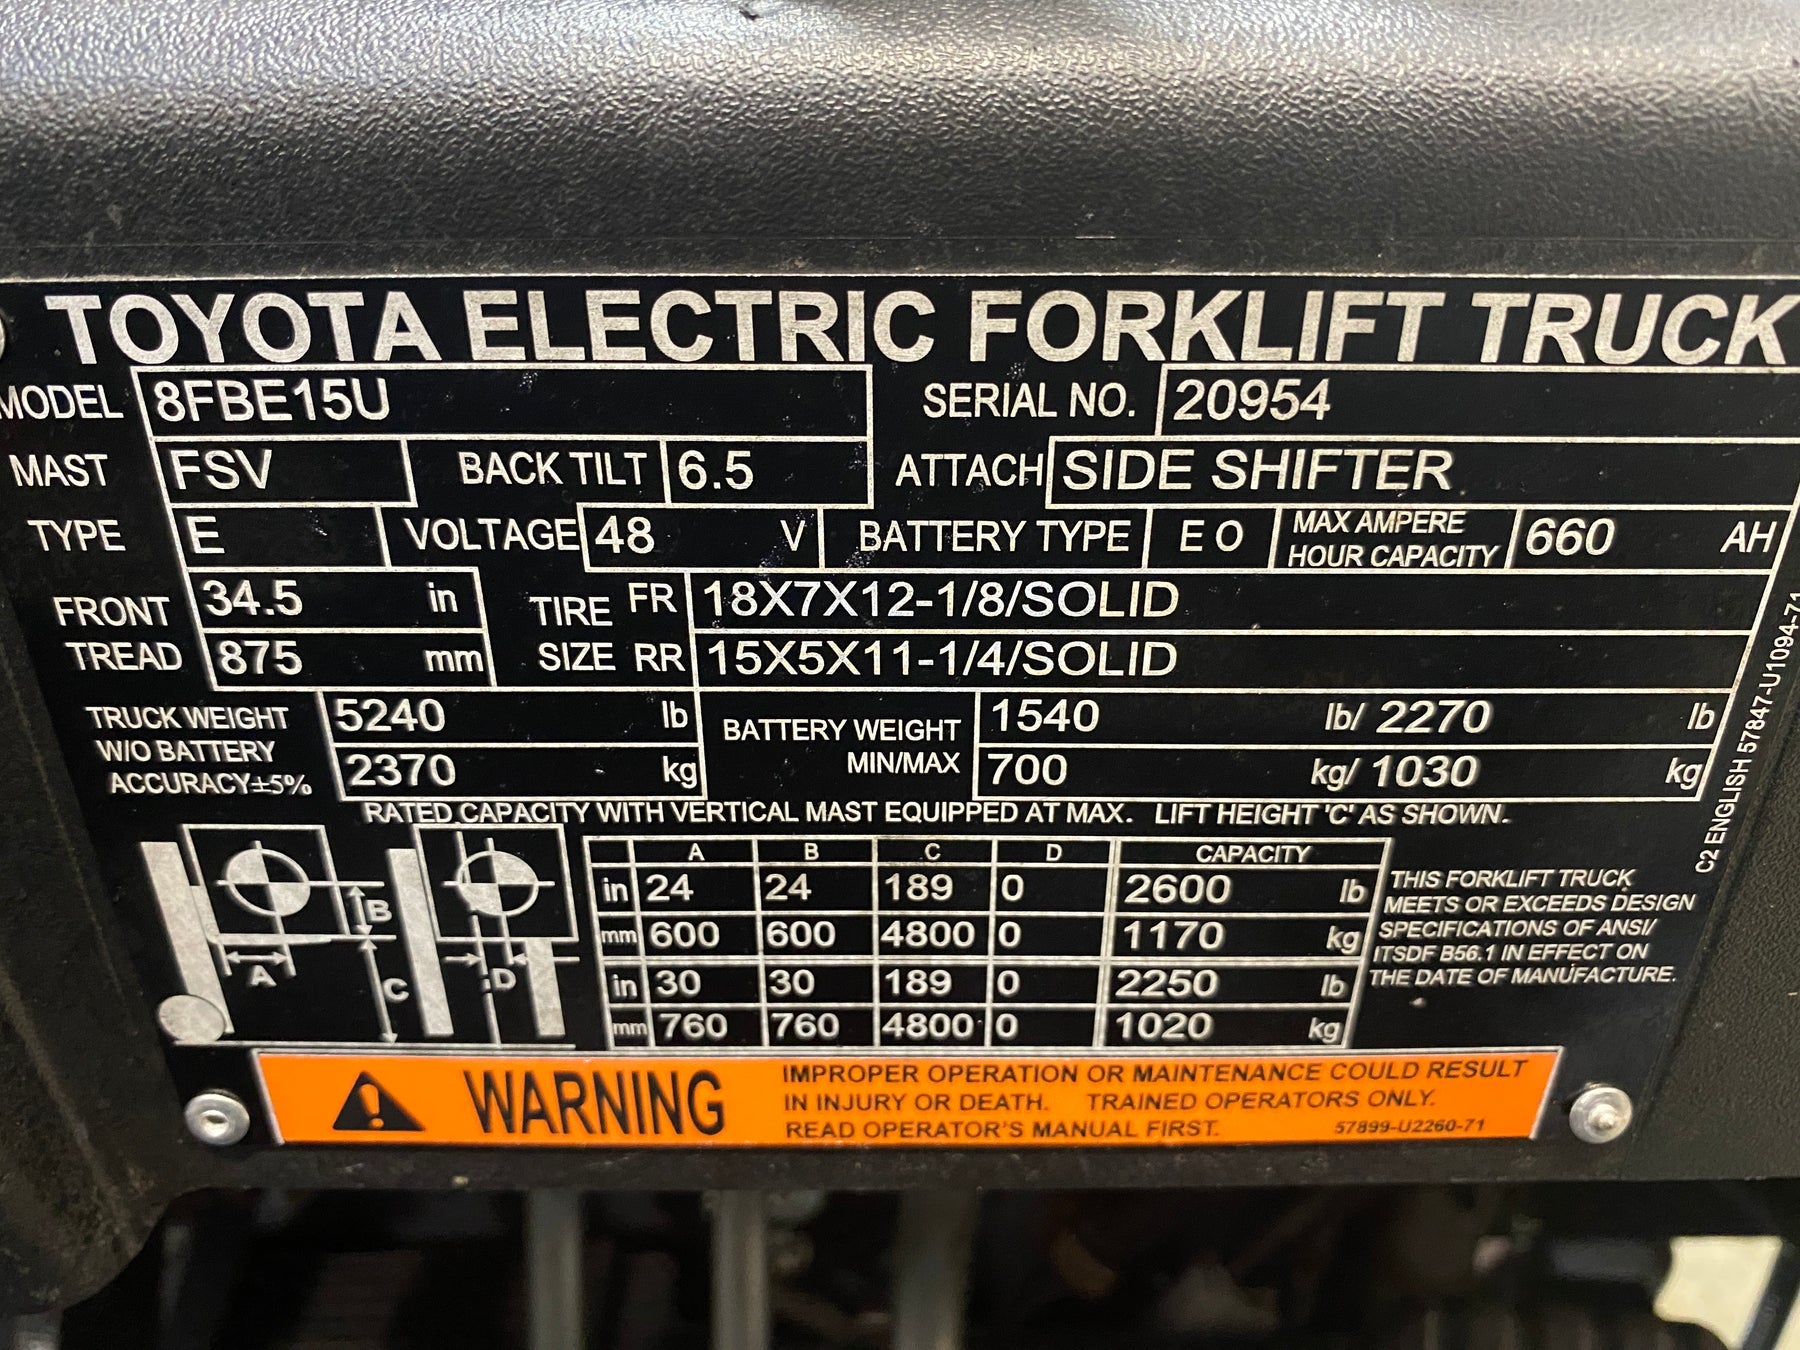 TOYOTA ELECTRIC FORKLIFT TRUCK
MODEL 8FBE15U SERIAL NO. 20954
MAST FSV BACK TILT 6.5 ATTACH SIDE SHIFTER
TYPE E VOLTAGE 48 V BATTERY TYPE E O MAX AMPERE HOUR CAPACITY 660 AH
FRONT TREAD 34.5 in TIRE SIZE FR 18X7X12-1/8/SOLID
875 mm RR 15X5X11-1/4/SOLID
TRUCK WEIGHT 5240 lb BATTERY WEIGHT 1540 lb/ 2270 lb
W/O BATTERY
ACCURACY±5% 2370 kg MIN/MAX 700 kg/ 1030 kg
RATED CAPACITY WITH VERTICAL MAST EQUIPPED AT MAX. LIFT HEIGHT 'C' AS SHOWN.
A B C D CAPACITY
in 24 24 189 0 2600 lb
mm 600 600 4800 0 1170 kg
in 30 30 189 0 2250 lb
mm 760 760 4800 0 1020 kg
B
A
C
D
THIS FORKLIFT TRUCK
MEETS OR EXCEEDS DESIGN
SPECIFICATIONS OF ANSI/
ITSDF B56.1 IN EFFECT ON
THE DATE OF MANUFACTURE.
C2 ENGLISH 57847-U1094-71
WARNING
IMPROPER OPERATION OR MAINTENANCE COULD RESULT
IN INJURY OR DEATH. TRAINED OPERATORS ONLY.
READ OPERATOR'S MANUAL FIRST. 57899-U2260-71